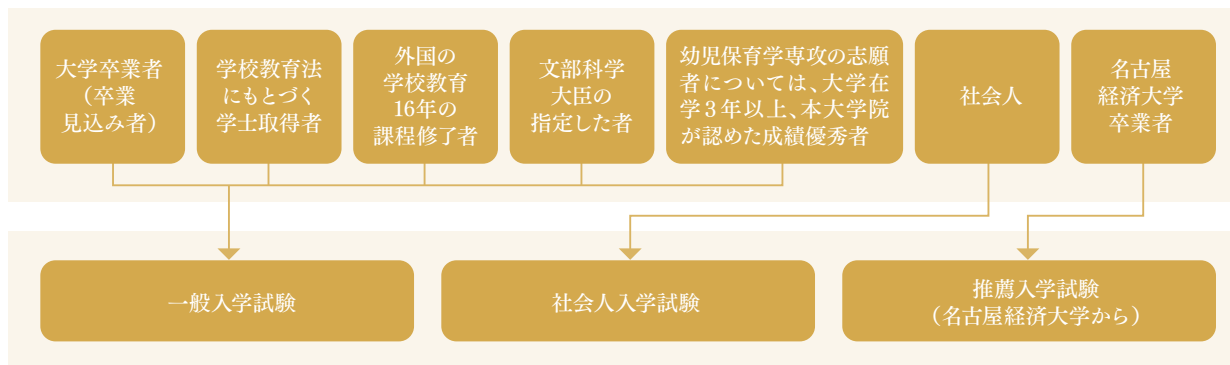 大学卒業者
（卒業
見込み者）
学校教育法
にもとづく
学士取得者
外国の
学校教育
16年の
課程修了者
文部科学
大臣の
指定した者
幼児保育学専攻の志願
者については、大学在
学３年以上、本大学院
が認めた成績優秀者
社会人
名古屋
経済大学
卒業者
一般入学試験
社会人入学試験
推薦入学試験
（名古屋経済大学から）